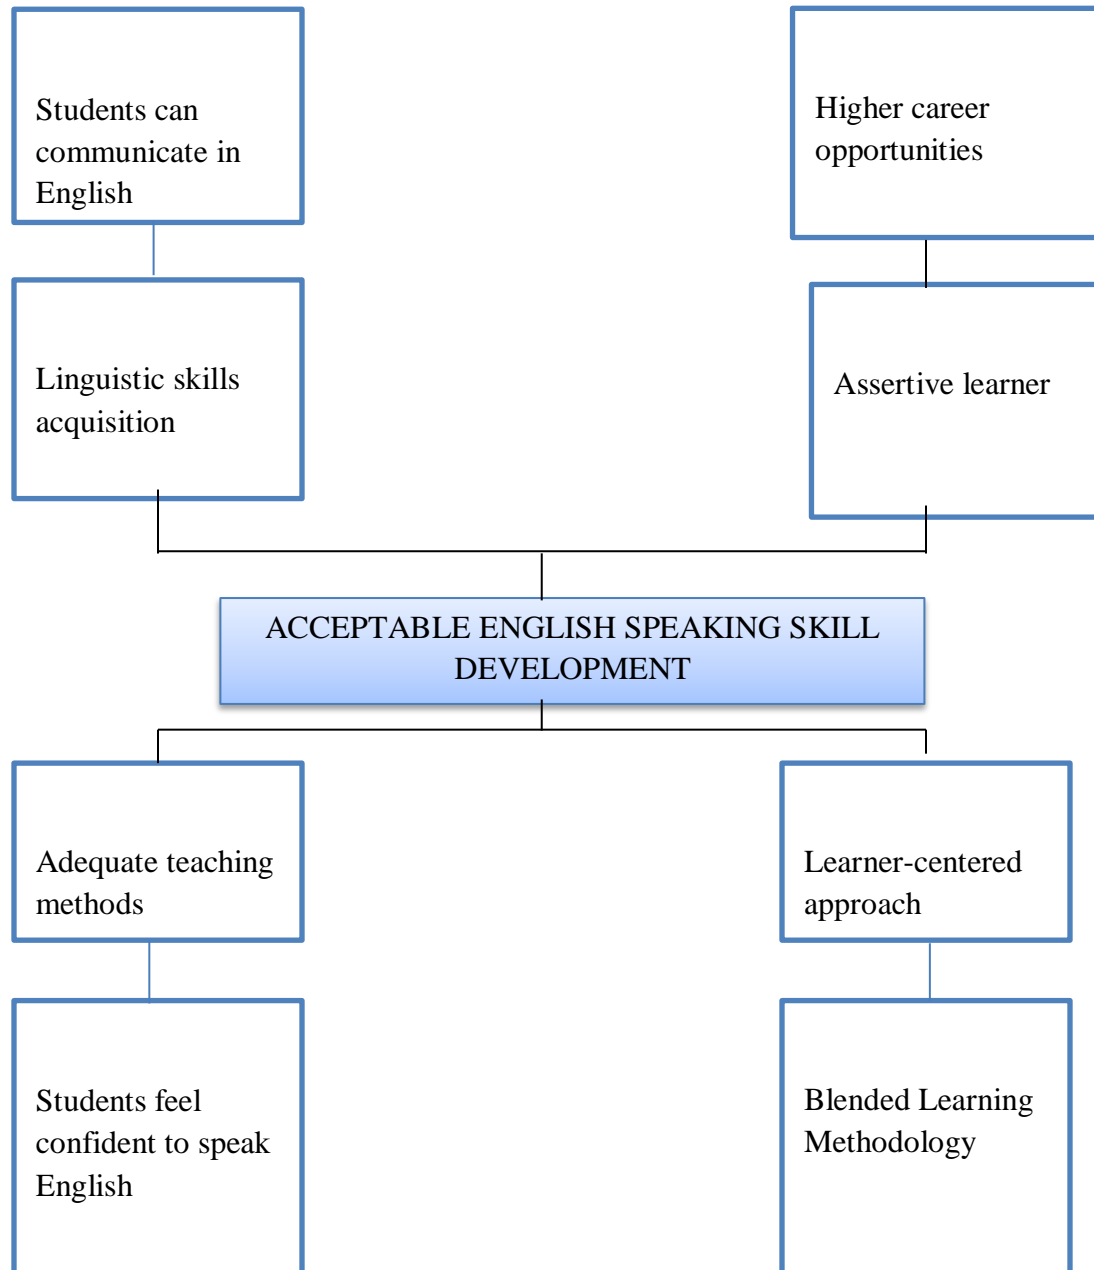 Students can
communicate in
English
Higher career
opportunities
Linguistic skills
acquisition
Assertive learner
ACCEPTABLE ENGLISH SPEAKING SKILL
DEVELOPMENT
Adequate teaching
methods
Learner-centered
approach
Students feel
confident to speak
English
Blended Learning
Methodology